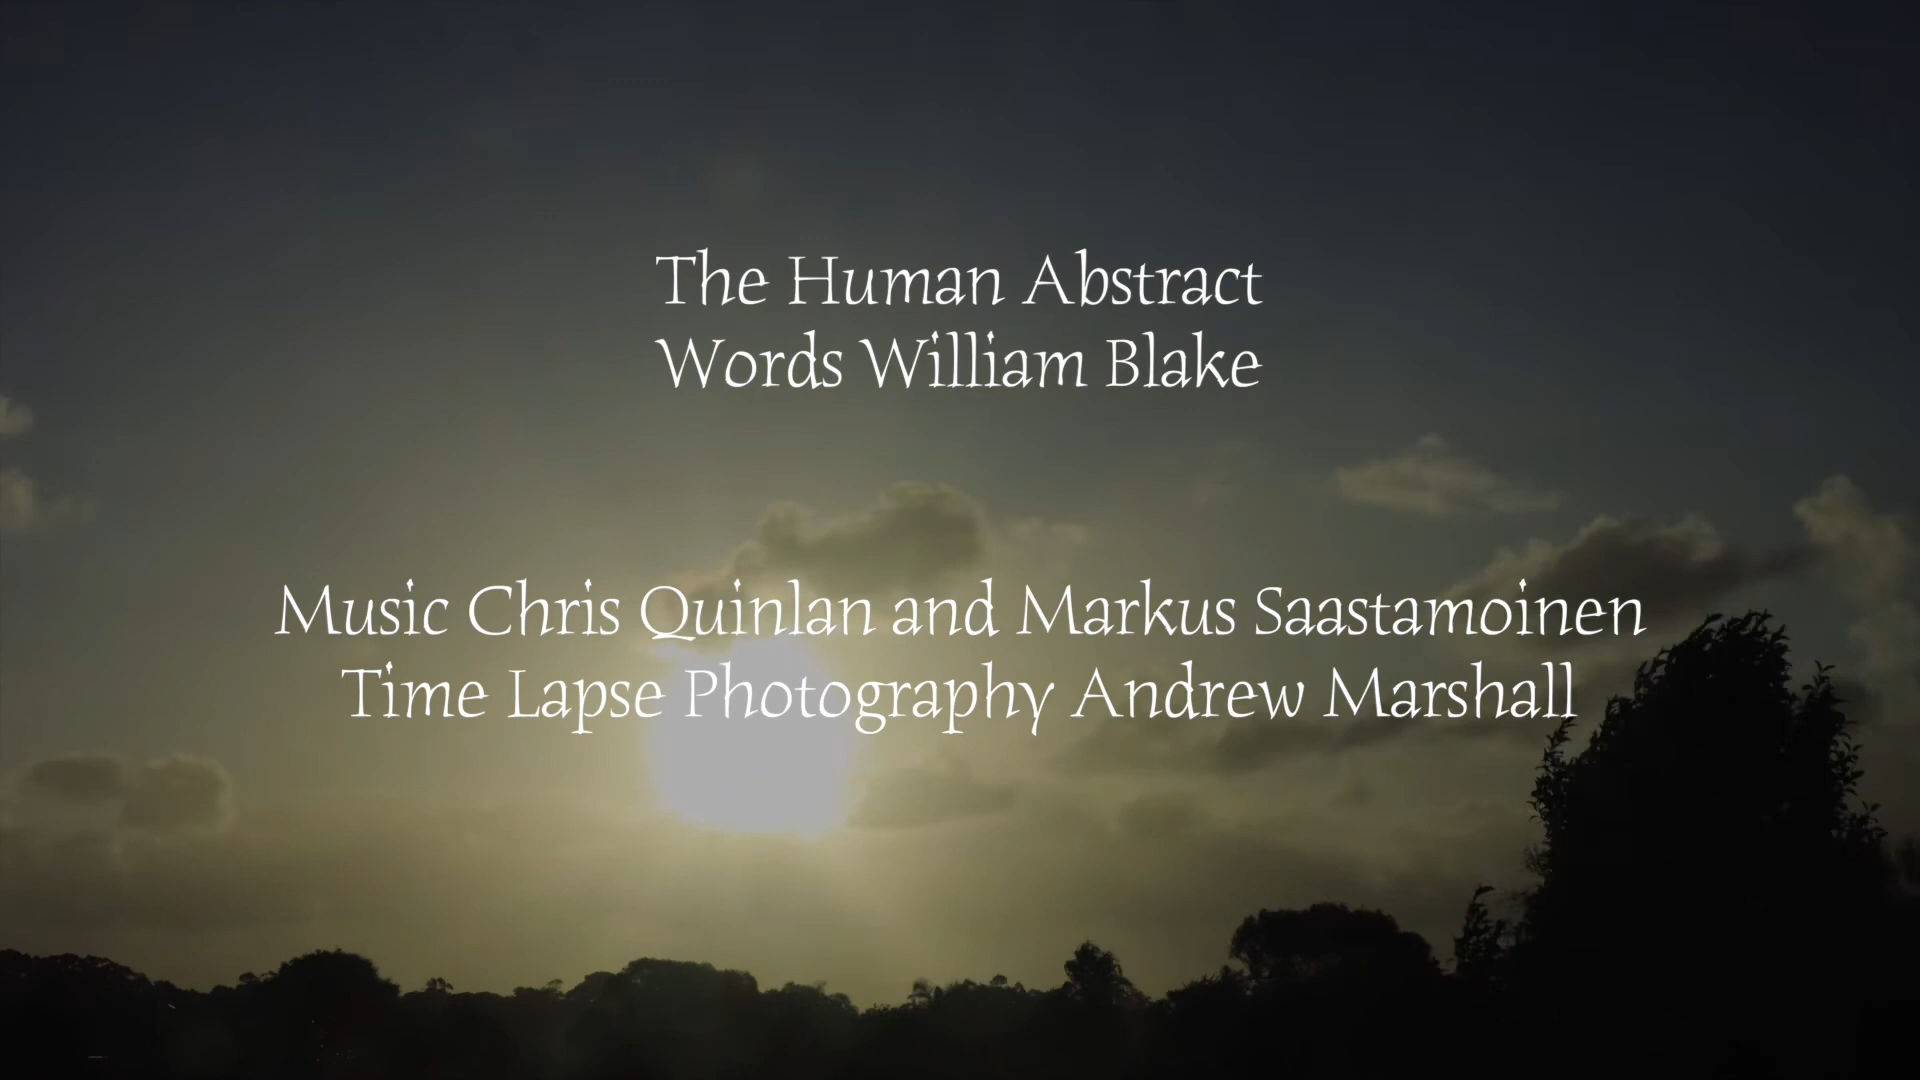 The Human Abstract
Words William Blake
Music Chris Quinlan and Markus Saastamoinen
Time Lapse Photography Andrew Marshall